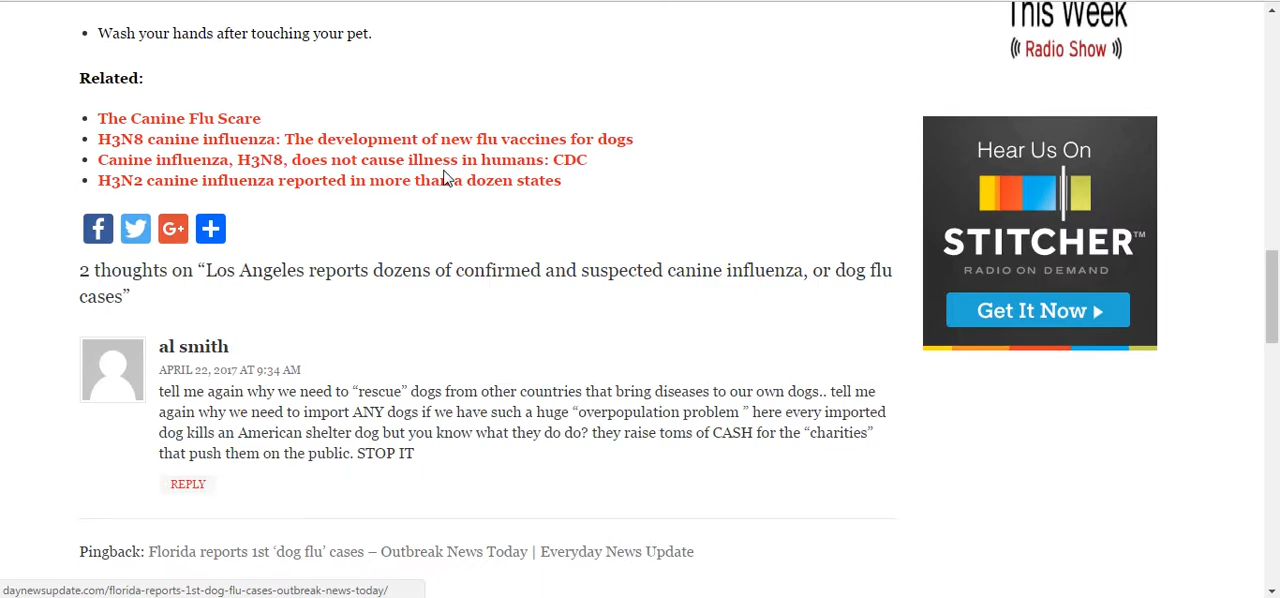 This Week
Radio Show
Wash your hands after touching your pet.
Related:
The Canine Flu Scare
H3N8 canine influenza: The development of new flu vaccines for dogs
Canine influenza, H3N8, does not cause illness in humans: CDC
H3N2 canine influenza reported in more than a dozen states
2 thoughts on “Los Angeles reports dozens of confirmed and suspected canine influenza, or dog flu
cases”
al smith
APRIL 22, 2017 AT 9:34 AM
tell me again why we need to “rescue” dogs from other countries that bring diseases to our own dogs.. tell me
again why we need to import ANY dogs if we have such a huge “overpopulation problem ” here every imported
dog kills an American shelter dog but you know what they do do? they raise toms of CASH for the “charities”
that push them on the public. STOP IT
REPLY
Pingback: Florida reports 1st ‘dog flu’ cases – Outbreak News Today | Everyday News Update
Hear Us On
STITCHER™
RADIO ON DEMAND
Get It Now
daynewsupdate.com/florida-reports-1st-dog-flu-cases-outbreak-news-today/